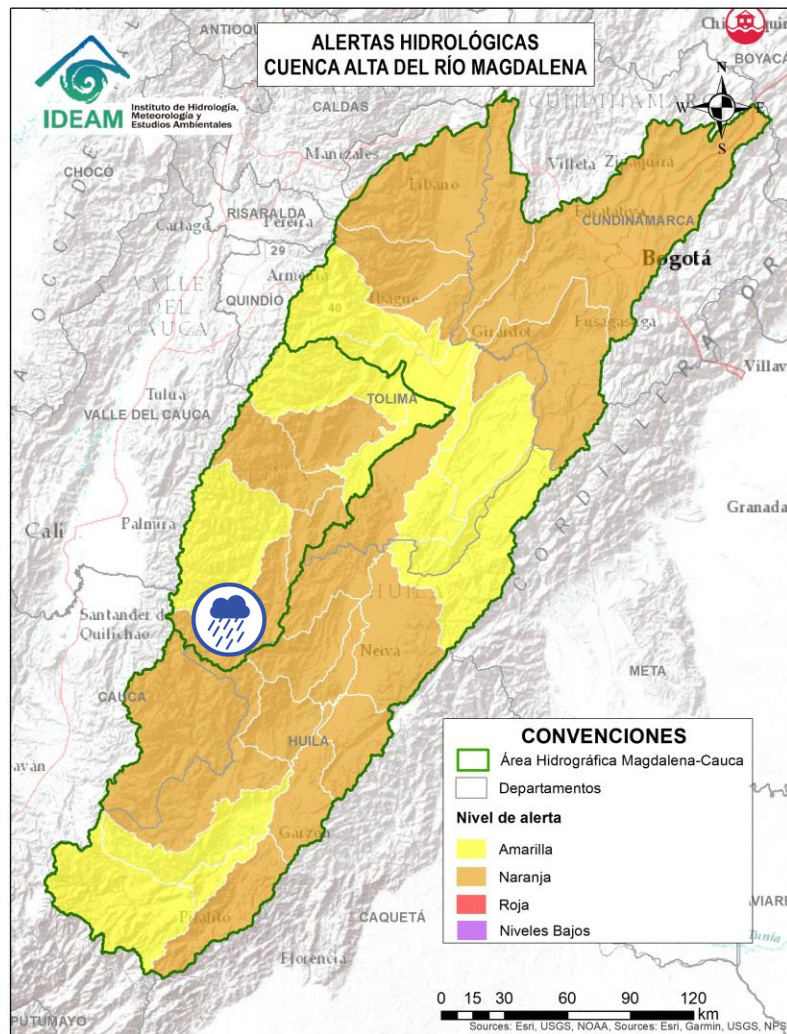 ALERTAS HIDROLÓGICAS
CUENCA ALTA DEL RÍO MAGDALENA
IDEAM
Instituto de Hidrología,
Meteorología y
Estudios Ambientales
N
W
E
S
ANTIOQ
BOYACÁ
CALDAS
CHOCÓ
Manizales
Líbano
Villeta
Zipaquirá
RISARALDA
Pereira
Cartago
Facatativá
CUNDINAMARCA
Bogotá
29
Armenia
40
QUINDÍO
VALLE
DEL
CAUCA
Ibagué
Girardot
Fusagasugá
Villav
Tuluá
VALLE DEL CAUCA
TOLIMA
CORDILLERA
Granada
Cali
Palmira
Santander de
Quilichao
HUILA
Neiva
META
CAUCA
HUILA
Garzón
Pitalito
CAQUETÁ
Florencia
PUTUMAYO
VIARE
Tunía
CONVENCIONES
Área Hidrográfica Magdalena-Cauca
Departamentos
Nivel de alerta
Amarilla
Naranja
Roja
Niveles Bajos
0 15 30 60 90 120
km
Sources: Esri, USGS, NOAA, Sources: Esri, Garmin, USGS, NPS